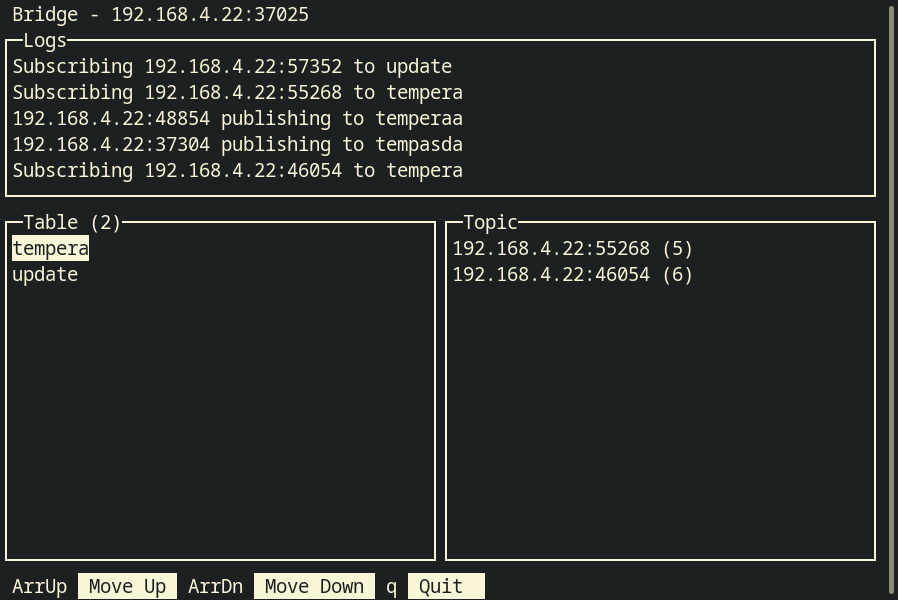 Bridge - 192.168.4.22:37025
Logs
Subscribing 192.168.4.22:57352 to update
Subscribing 192.168.4.22:55268 to tempera
192.168.4.22:48854 publishing to temperaa
192.168.4.22:37304 publishing to tempasda
Subscribing 192.168.4.22:46054 to tempera
Table (2)
tempera
update
Topic
192.168.4.22:55268 (5)
192.168.4.22:46054 (6)
ArrUp Move Up ArrDn Move Down q Quit